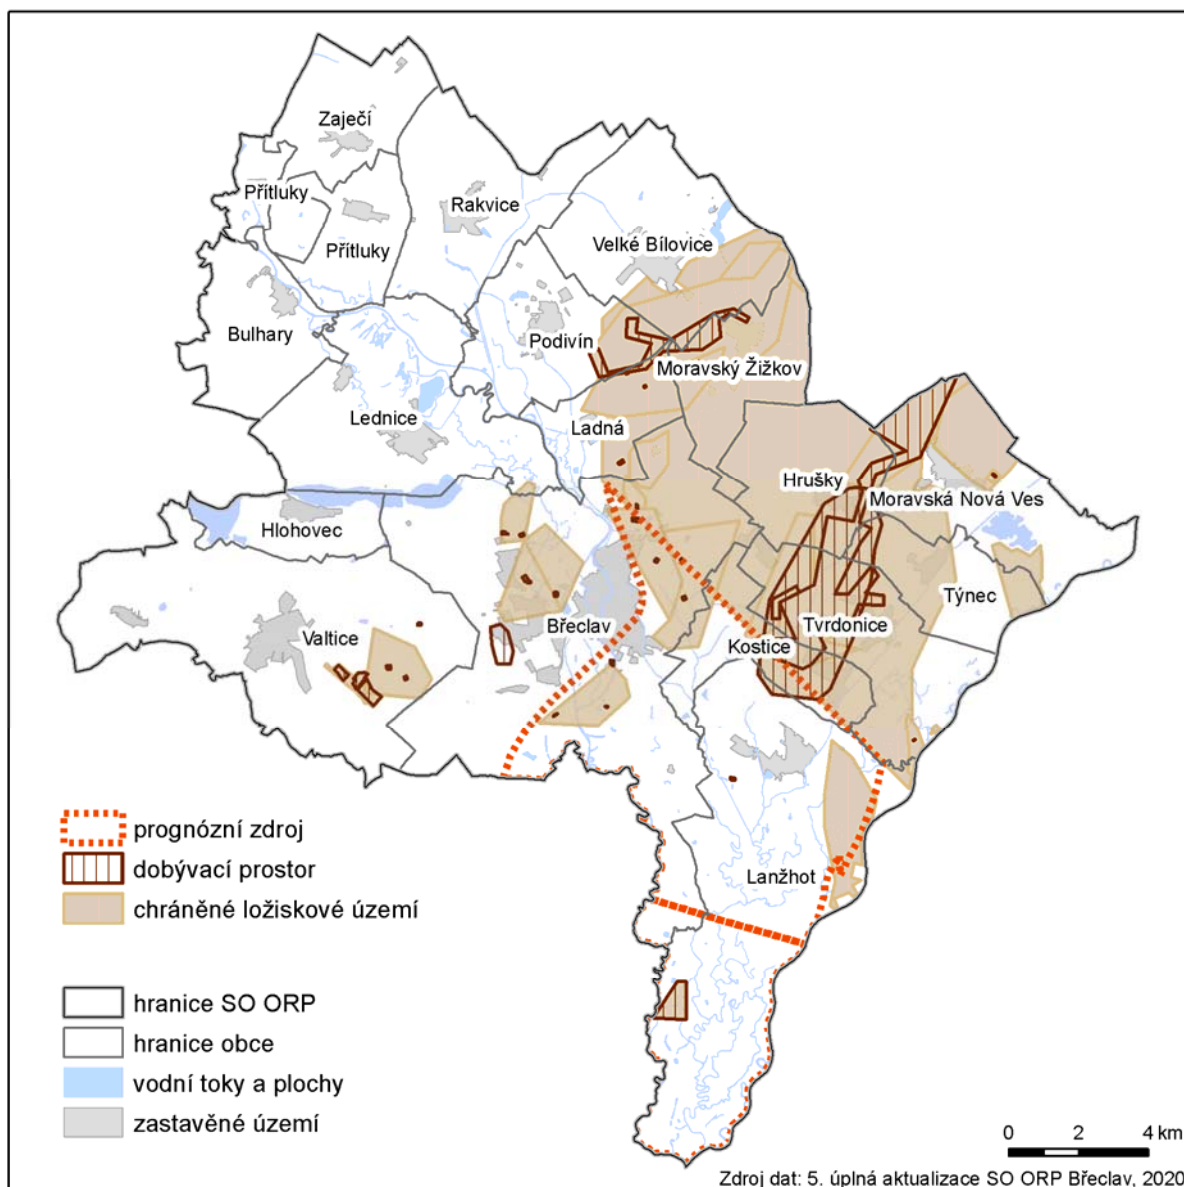 Zaječí
Přítluky
Rakvice
Přítluky
Velké Bílovice
Bulhary
Podivín
Moravský Žižkov
Lednice
Ladná
Hrušky
Moravská Nová Ves
Hlohovec
Týnec
Břeclav
Tvrdonice
Valtice
Kostice
Lanžhot
prognózní zdroj
dobývací prostor
chráněné ložiskové území
hranice SO ORP
hranice obce
vodní toky a plochy
zastavěné území
0 2 4 km
Zdroj dat: 5. úplná aktualizace SO ORP Břeclav, 2020